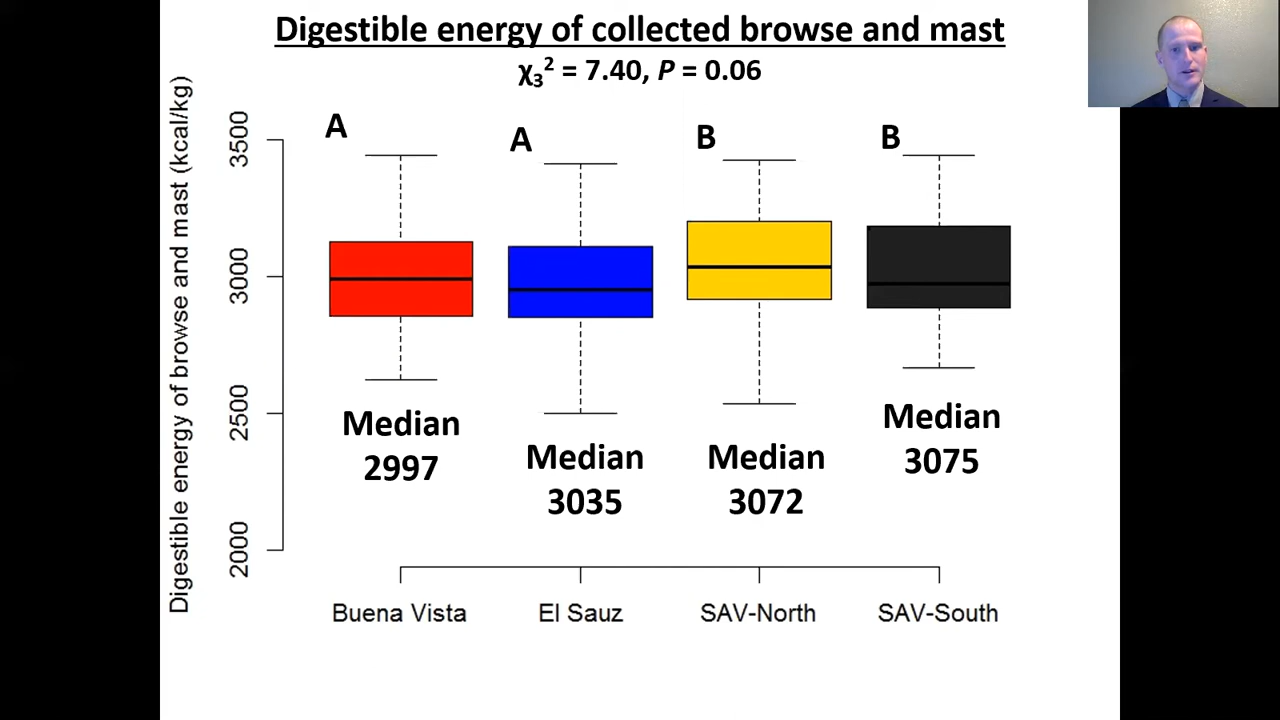 Digestible energy of collected browse and mast
χ₃² = 7.40, P = 0.06
Digestible energy of browse and mast (kcal/kg)
3500
3000
2500
2000
A
A
B
B
Median
2997
Median
3035
Median
3072
Median
3075
Buena Vista
El Sauz
SAV-North
SAV-South